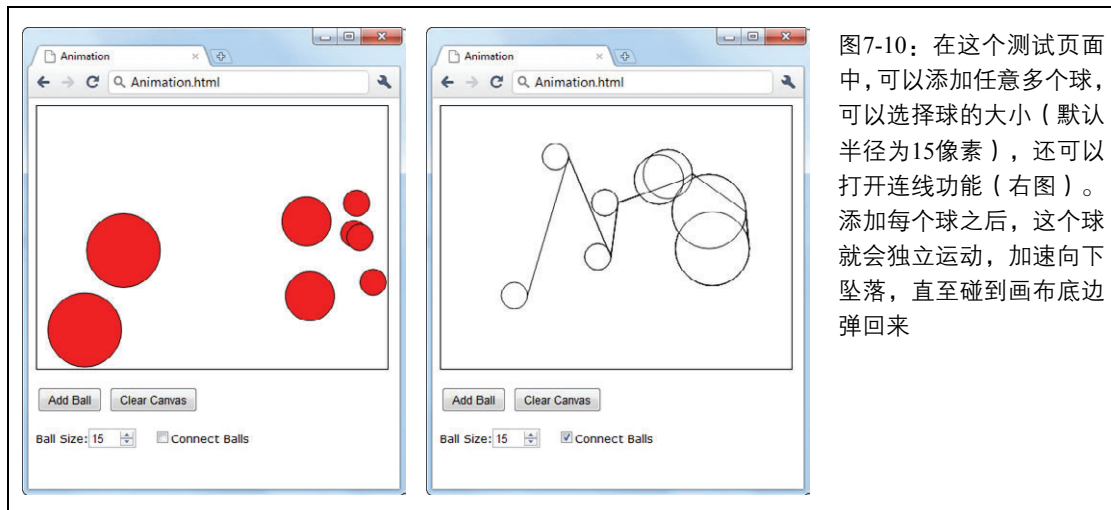 Animation
Animation.html
Add Ball
Clear Canvas
Ball Size: 15
Connect Balls
Animation
Animation.html
Add Ball
Clear Canvas
Ball Size: 15
Connect Balls
图7-10：在这个测试页面
中，可以添加任意多个球，
可以选择球的大小（默认
半径为15像素），还可以
打开连线功能（右图）。
添加每个球之后，这个球
就会独立运动，加速向下
坠落，直至碰到画布底边
弹回来